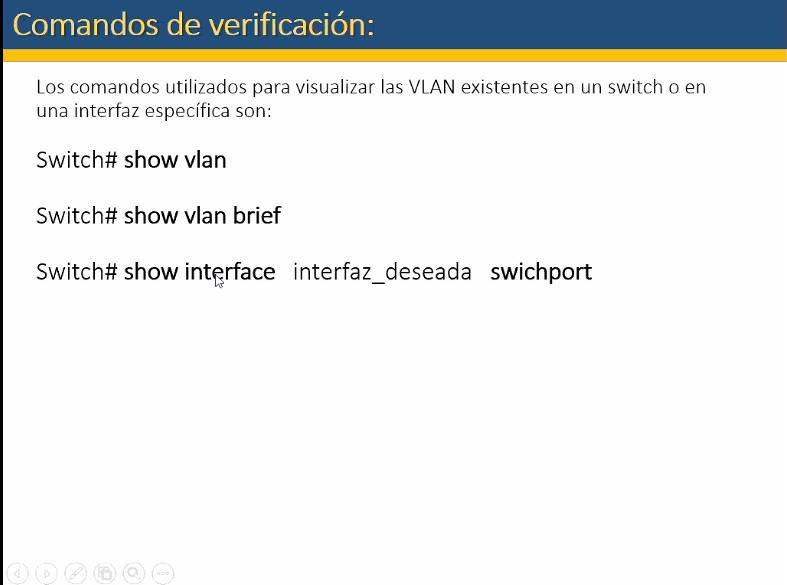 Comandos de verificación:
Los comandos utilizados para visualizar las VLAN existentes en un switch o en
una interfaz específica son:
Switch# show vlan
Switch# show vlan brief
Switch# show interface interfaz_deseada swichport